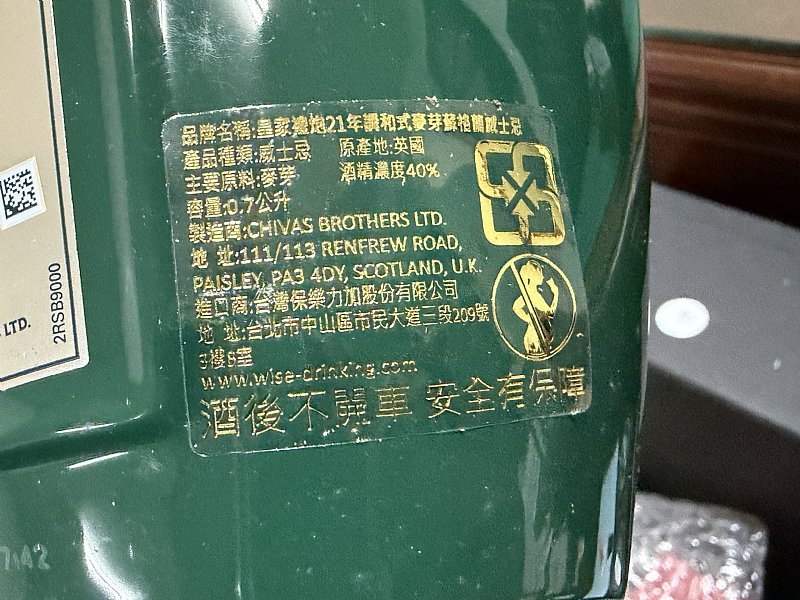 品牌名稱:皇家禮炮21年調和式麥芽蘇格蘭威士忌
產品種類:威士忌 原產地:英國
主要原料:麥芽 酒精濃度40%
容量:0.7公升
製造商:CHIVAS BROTHERS LTD.
地 址:111/113 RENFREW ROAD,
PAISLEY, PA3 4DY, SCOTLAND, U.K.
進口商:台灣保樂力加股份有限公司
地 址:台北市中山區市民大道三段209號
3樓B室
www.wise-drinking.com
酒後不開車 安全有保障
LTD.
2RSB9000